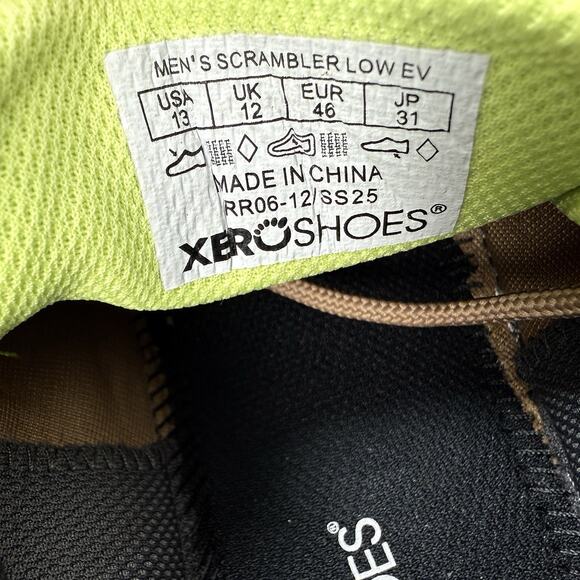 MEN'S SCRAMBLER LOW EV
USA UK EUR JP
13 12 46 31
MADE IN CHINA
RR06-12/SS25
XEROSHOES®
®
ES